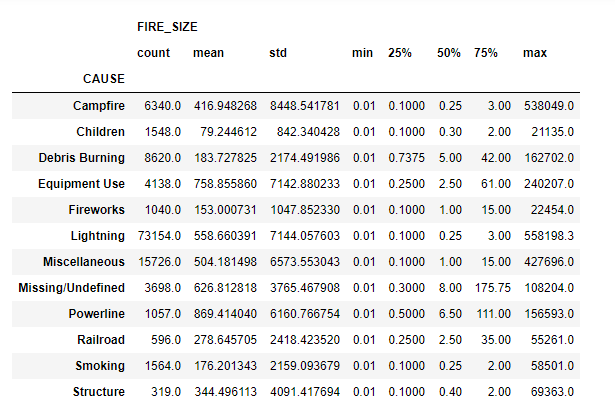 FIRE_SIZE
count mean std min 25% 50% 75% max
CAUSE
Campfire 6340.0 416.948268 8448.541781 0.01 0.1000 0.25 3.00 538049.0
Children 1548.0 79.244612 842.340428 0.01 0.1000 0.30 2.00 21135.0
Debris Burning 8620.0 183.727825 2174.491986 0.01 0.7375 5.00 42.00 162702.0
Equipment Use 4138.0 758.855860 7142.880233 0.01 0.2500 2.50 61.00 240207.0
Fireworks 1040.0 153.000731 1047.852330 0.01 0.1000 1.00 15.00 22454.0
Lightning 73154.0 558.660391 7144.057603 0.01 0.1000 0.25 3.00 558198.3
Miscellaneous 15726.0 504.181498 6573.553043 0.01 0.1000 1.00 15.00 427696.0
Missing/Undefined 3698.0 626.812818 3765.467908 0.01 0.3000 8.00 175.75 108204.0
Powerline 1057.0 869.414040 6160.766754 0.01 0.5000 6.50 111.00 156593.0
Railroad 596.0 278.645705 2418.423520 0.01 0.2500 2.50 35.00 55261.0
Smoking 1564.0 176.201343 2159.093679 0.01 0.1000 0.25 2.00 58501.0
Structure 319.0 344.496113 4091.417694 0.01 0.1000 0.40 2.00 69363.0